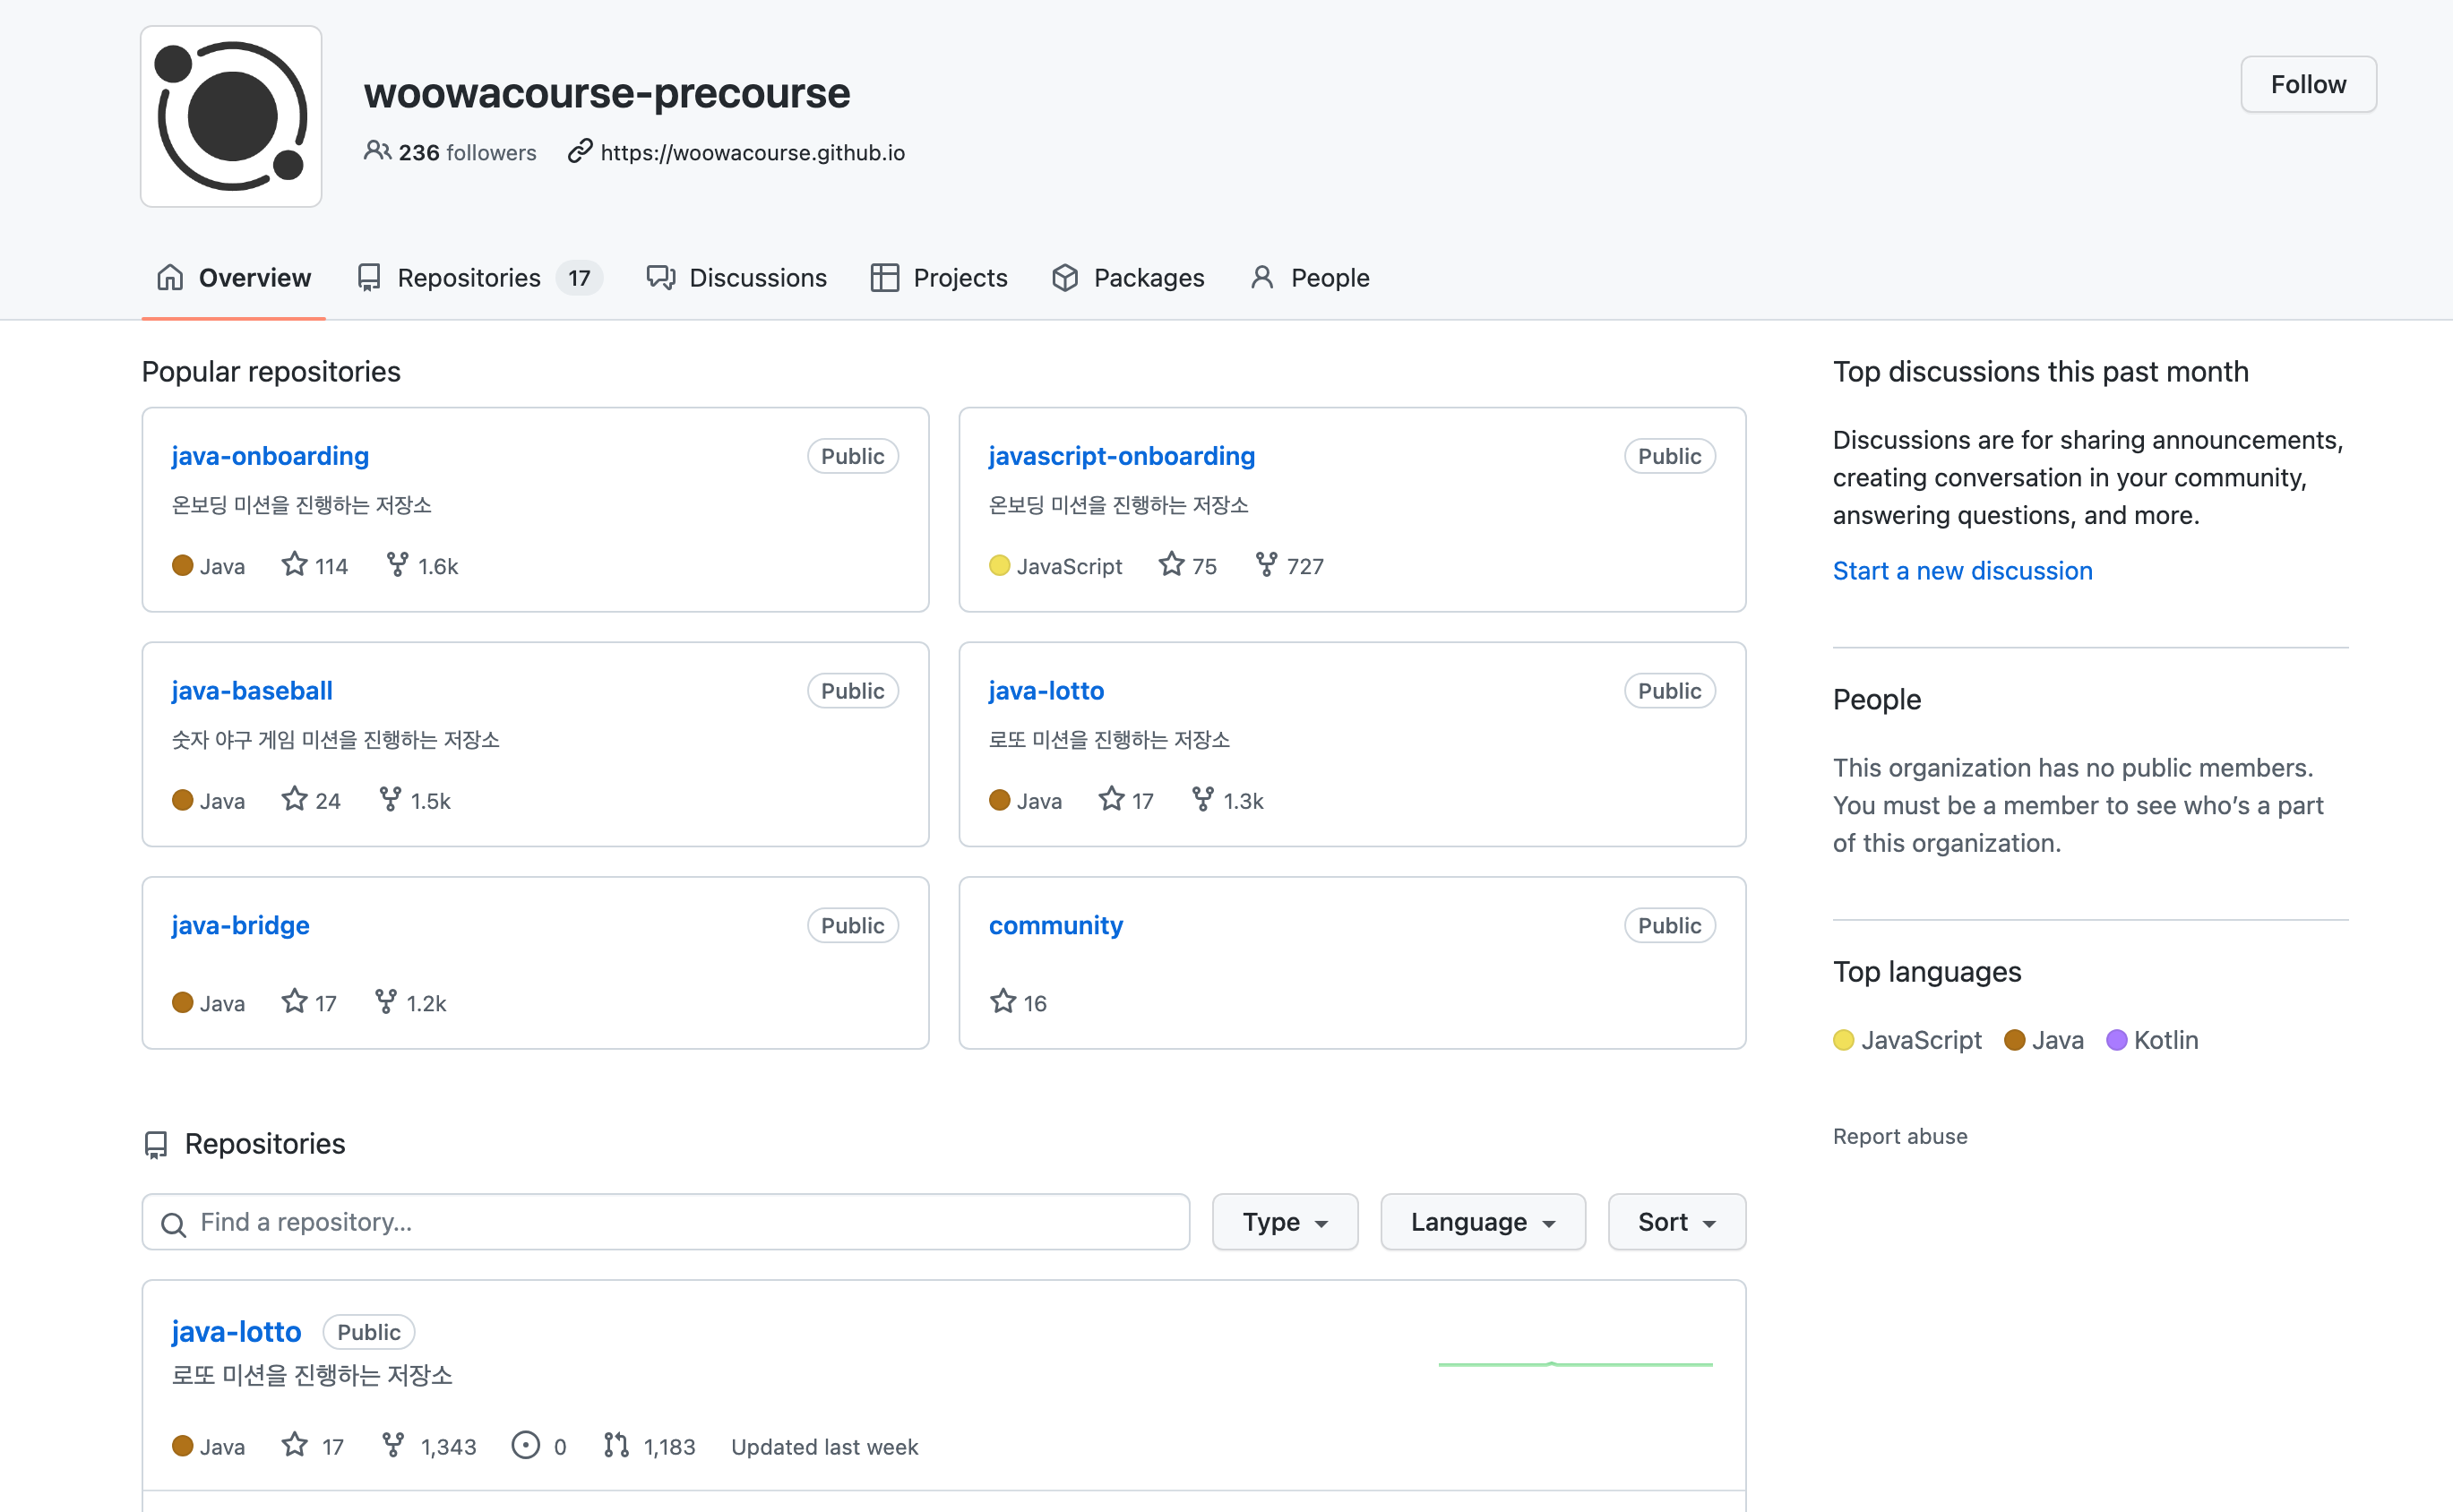 woowacourse-precourse
236 followers https://woowacourse.github.io
Follow
Overview Repositories 17 Discussions Projects Packages People
Popular repositories
java-onboarding Public
온보딩 미션을 진행하는 저장소
Java 114 1.6k
javascript-onboarding Public
온보딩 미션을 진행하는 저장소
JavaScript 75 727
java-baseball Public
숫자 야구 게임 미션을 진행하는 저장소
Java 24 1.5k
java-lotto Public
로또 미션을 진행하는 저장소
Java 17 1.3k
java-bridge Public
Java 17 1.2k
community Public
16
Repositories
Find a repository...
Type Language Sort
java-lotto Public
로또 미션을 진행하는 저장소
Java 17 1,343 0 1,183 Updated last week
Top discussions this past month
Discussions are for sharing announcements,
creating conversation in your community,
answering questions, and more.
Start a new discussion
People
This organization has no public members.
You must be a member to see who’s a part
of this organization.
Top languages
JavaScript Java Kotlin
Report abuse